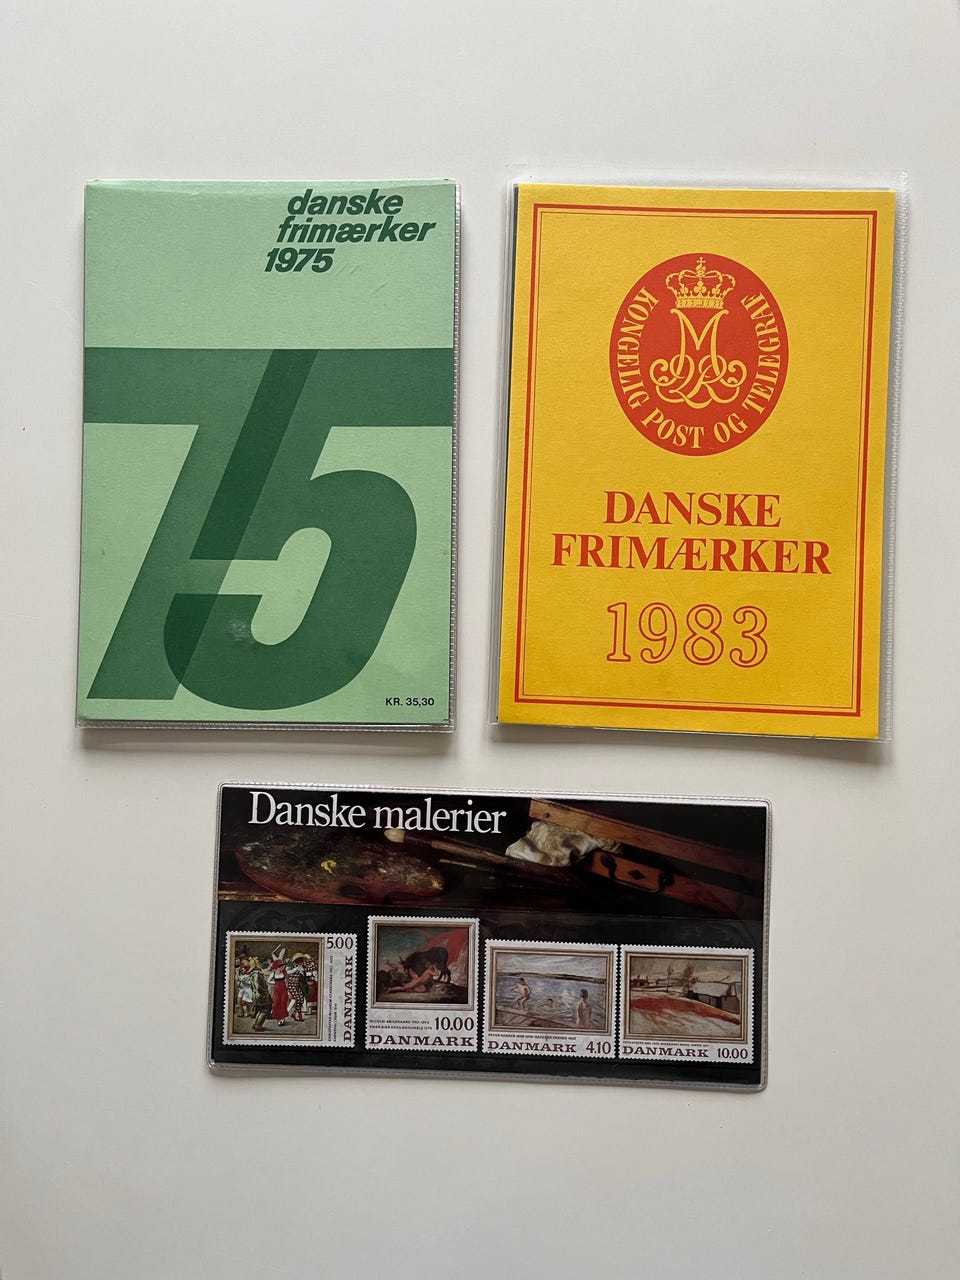 danske
frimærker
1975
75
KR. 35,30
KONGELIG POST OG TELEGRAF
DANSKE
FRIMÆRKER
1983
Danske malerier
5.00
DANMARK
10.00
DANMARK
DANMARK 4.10
DANMARK 10.00